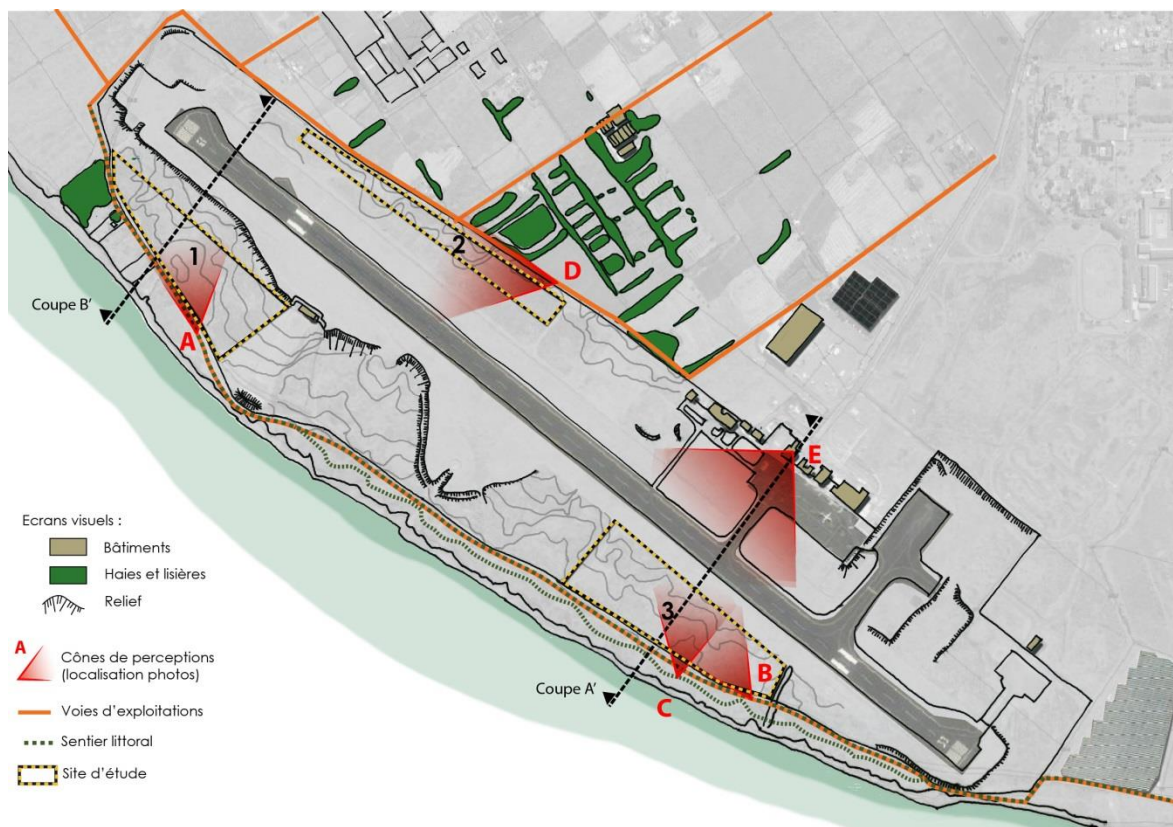 1
2
D
Coupe B'
A
E
Ecrans visuels :
Bâtiments
Haies et lisières
Relief
A
Cônes de perceptions
(localisation photos)
Voies d'exploitations
Sentier littoral
Site d'étude
3
B
Coupe A'
C